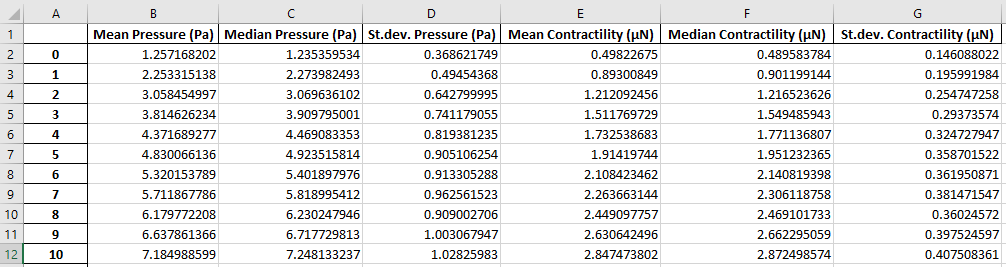 A B C D E F G
1 Mean Pressure (Pa) Median Pressure (Pa) St.dev. Pressure (Pa) Mean Contractility (µN) Median Contractility (µN) St.dev. Contractility (µN)
2 0 1.257168202 1.235359534 0.368621749 0.49822675 0.489583784 0.146088022
3 1 2.253315138 2.273982493 0.49454368 0.89300849 0.901199144 0.195991984
4 2 3.058454997 3.069636102 0.642799995 1.212092456 1.216523626 0.254747258
5 3 3.814626234 3.909795001 0.741179055 1.511769729 1.549485943 0.29373574
6 4 4.371689277 4.469083353 0.819381235 1.732538683 1.771136807 0.324727947
7 5 4.830066136 4.923515814 0.905106254 1.91419744 1.951232365 0.358701522
8 6 5.320153789 5.401897976 0.913305288 2.108423462 2.140819398 0.361950871
9 7 5.711867786 5.818995412 0.962561523 2.263663144 2.306118758 0.381471547
10 8 6.179772208 6.230247946 0.909002706 2.449097757 2.469101733 0.36024572
11 9 6.637861366 6.717729813 1.003067947 2.630642496 2.662295059 0.397524597
12 10 7.184988599 7.248133237 1.02825983 2.847473802 2.872498574 0.407508361